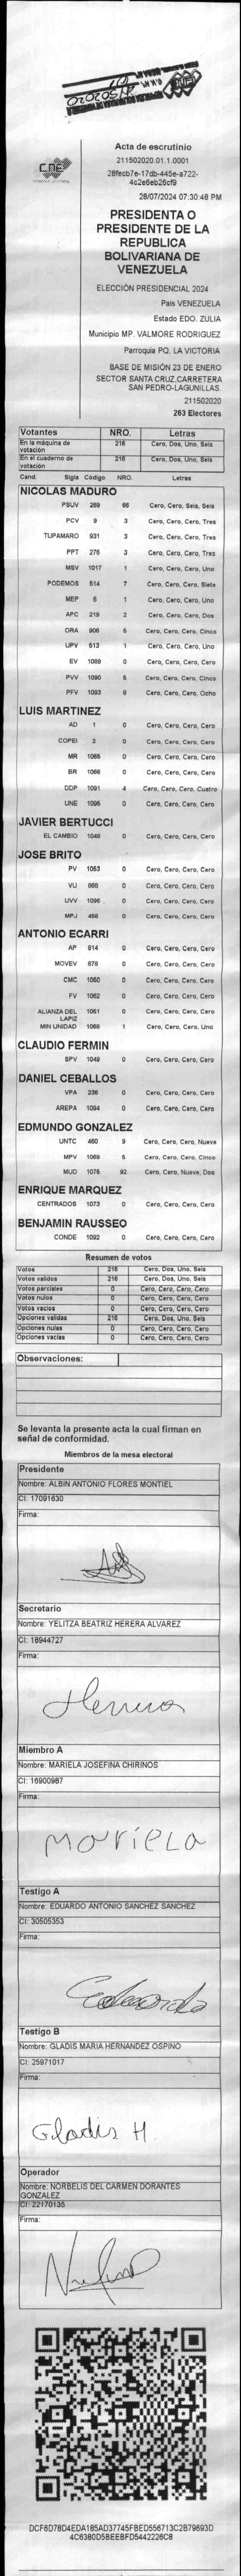 CNE
Acta de escrutinio
211502020.01.1.0001
28/07/2024 07:30:48 PM
PRESIDENTA O
PRESIDENTE DE LA
REPUBLICA
BOLIVARIANA DE
VENEZUELA
ELECCIÓN PRESIDENCIAL 2024
País VENEZUELA
Estado EDO. ZULIA
Municipio MP. VALMORE RODRIGUEZ
Parroquia PQ. LA VICTORIA
BASE DE MISIÓN 23 DE ENERO
SECTOR SANTA CRUZ.CARRETERA
SAN PEDRO-LAGUNILLAS.
211502020
263 Electores
Votantes NRO. Letras
En la máquina de votación 216 Cero, Dos, Uno, Seis
En el cuaderno de votación 216 Cero, Dos, Uno, Seis
Cand. Sigla Código NRO. Letras
NICOLAS MADURO
PSUV 269 66 Cero, Cero, Seis, Seis
PCV 9 3 Cero, Cero, Cero, Tres
TUPAMARO 931 3 Cero, Cero, Cero, Tres
PPT 276 3 Cero, Cero, Cero, Tres
MSV 1017 1 Cero, Cero, Cero, Uno
PODEMOS 514 7 Cero, Cero, Cero, Siete
MEP 5 1 Cero, Cero, Cero, Uno
APC 219 2 Cero, Cero, Cero, Dos
ORA 906 5 Cero, Cero, Cero, Cinco
UPV 513 1 Cero, Cero, Cero, Uno
EV 1089 0 Cero, Cero, Cero, Cero
PVV 1090 5 Cero, Cero, Cero, Cinco
PFV 1093 8 Cero, Cero, Cero, Ocho
LUIS MARTINEZ
AD 1 0 Cero, Cero, Cero, Cero
COPEI 2 0 Cero, Cero, Cero, Cero
MR 1065 0 Cero, Cero, Cero, Cero
BR 1066 0 Cero, Cero, Cero, Cero
DDP 1091 4 Cero, Cero, Cero, Cuatro
UNE 1095 0 Cero, Cero, Cero, Cero
JAVIER BERTUCCI
EL CAMBIO 1048 0 Cero, Cero, Cero, Cero
JOSE BRITO
PV 1053 0 Cero, Cero, Cero, Cero
VU 868 0 Cero, Cero, Cero, Cero
UVV 1096 0 Cero, Cero, Cero, Cero
MPJ 458 0 Cero, Cero, Cero, Cero
ANTONIO ECARRI
AP 814 0 Cero, Cero, Cero, Cero
MOVEV 878 0 Cero, Cero, Cero, Cero
CMC 1050 0 Cero, Cero, Cero, Cero
FV 1052 0 Cero, Cero, Cero, Cero
ALIANZA DEL LAPIZ 1051 0 Cero, Cero, Cero, Cero
MIN UNIDAD 1068 1 Cero, Cero, Cero, Uno
CLAUDIO FERMIN
SPV 1049 0 Cero, Cero, Cero, Cero
DANIEL CEBALLOS
VPA 236 0 Cero, Cero, Cero, Cero
AREPA 1094 0 Cero, Cero, Cero, Cero
EDMUNDO GONZALEZ
UNTC 460 9 Cero, Cero, Cero, Nueve
MPV 1069 5 Cero, Cero, Cero, Cinco
MUD 1075 92 Cero, Cero, Nueve, Dos
ENRIQUE MARQUEZ
CENTRADOS 1073 0 Cero, Cero, Cero, Cero
BENJAMIN RAUSSEO
CONDE 1092 0 Cero, Cero, Cero, Cero
Resumen de votos
Votos 216 Cero, Dos, Uno, Seis
Votos validos 216 Cero, Dos, Uno, Seis
Votos parciales 0 Cero, Cero, Cero, Cero
Votos nulos 0 Cero, Cero, Cero, Cero
Votos vacios 0 Cero, Cero, Cero, Cero
Opciones validas 216 Cero, Dos, Uno, Seis
Opciones nulas 0 Cero, Cero, Cero, Cero
Opciones vacias 0 Cero, Cero, Cero, Cero
Observaciones:
Se levanta la presente acta la cual firman en
señal de conformidad.
Miembros de la mesa electoral
Presidente
Nombre: ALBIN ANTONIO FLORES MONTIEL
CI: 17091630
Firma:
Secretario
Nombre: YELITZA BEATRIZ HERERA ALVAREZ
CI: 18944727
Firma:
Herrera
Miembro A
Nombre: MARIELA JOSEFINA CHIRINOS
CI: 16900987
Firma:
Mariela
Testigo A
Nombre: EDUARDO ANTONIO SANCHEZ SANCHEZ
CI: 30505353
Firma:
Eduardo
Testigo B
Nombre: GLADIS MARIA HERNANDEZ OSPINO
CI: 25971017
Firma:
Gladis H
Operador
Nombre: NORBELIS DEL CARMEN DORANTES
GONZALEZ
CI: 22170135
Firma:
DCF6D78D4EDA185AD37745FBED556713C2B79693D
4C6380D5BEEBFD5442226C8